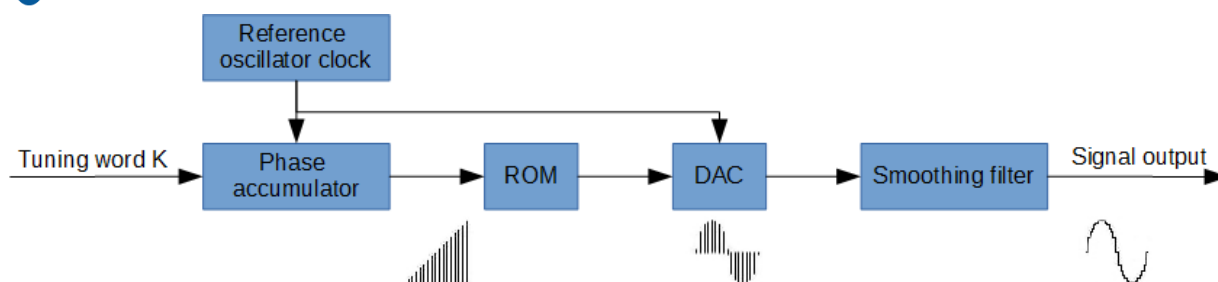 Reference
oscillator clock
Tuning word K
Phase
accumulator
ROM
DAC
Smoothing filter
Signal output